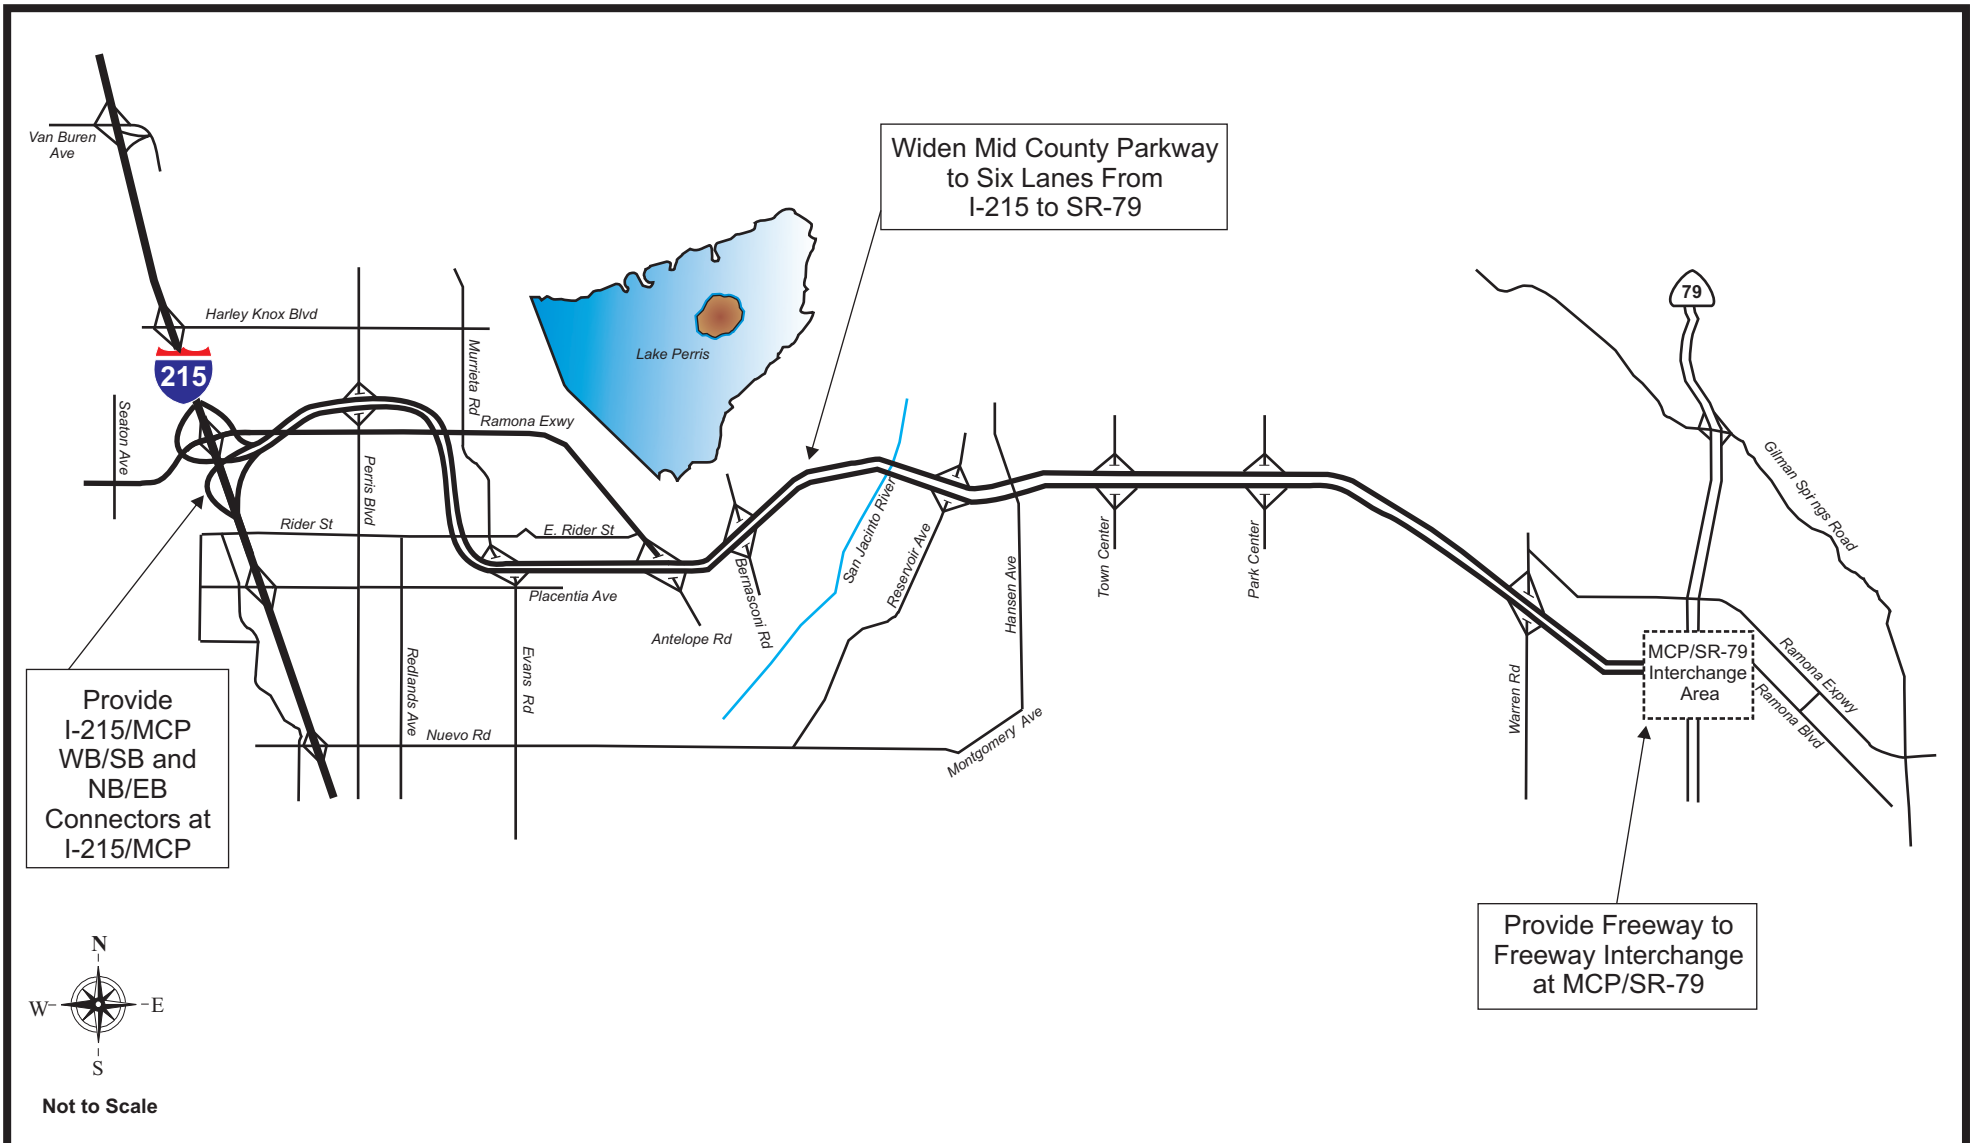 Van Buren
Ave
Widen Mid County Parkway
to Six Lanes From
I-215 to SR-79
79
Harley Knox Blvd
Lake Perris
Murrieta Rd
215
Seaton Ave
Ramona Exwy
Gilman Spirngs Road
Perris Blvd
Rider St
E. Rider St
San Jacinto River
Reservoir Ave
Town Center
Park Center
Placentia Ave
Bernasconi Rd
Hansen Ave
Antelope Rd
Redlands Ave
Evans Rd
Warren Rd
MCP/SR-79
Interchange
Area
Ramona Expwy
Ramona Blvd
Nuevo Rd
Montgomery Ave
Provide
I-215/MCP
WB/SB and
NB/EB
Connectors at
I-215/MCP
Provide Freeway to
Freeway Interchange
at MCP/SR-79
N
W
E
S
Not to Scale